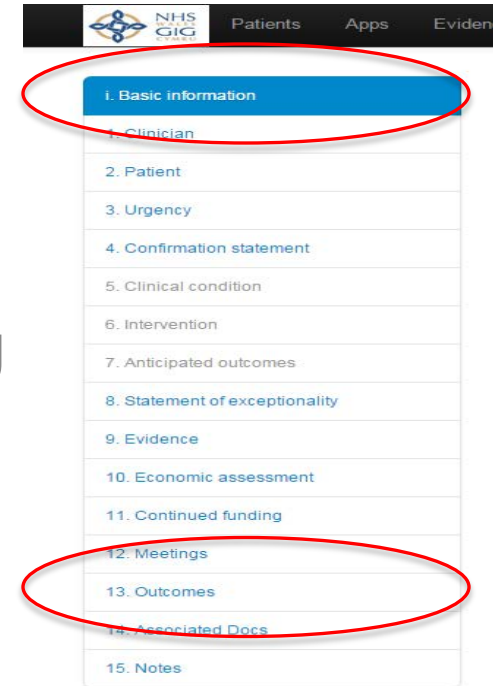 NHS
WALES
GIG
CYMRU
Patients Apps Eviden
i. Basic information
1. Clinician
2. Patient
3. Urgency
4. Confirmation statement
5. Clinical condition
6. Intervention
7. Anticipated outcomes
8. Statement of exceptionality
9. Evidence
10. Economic assessment
11. Continued funding
12. Meetings
13. Outcomes
14. Associated Docs
15. Notes